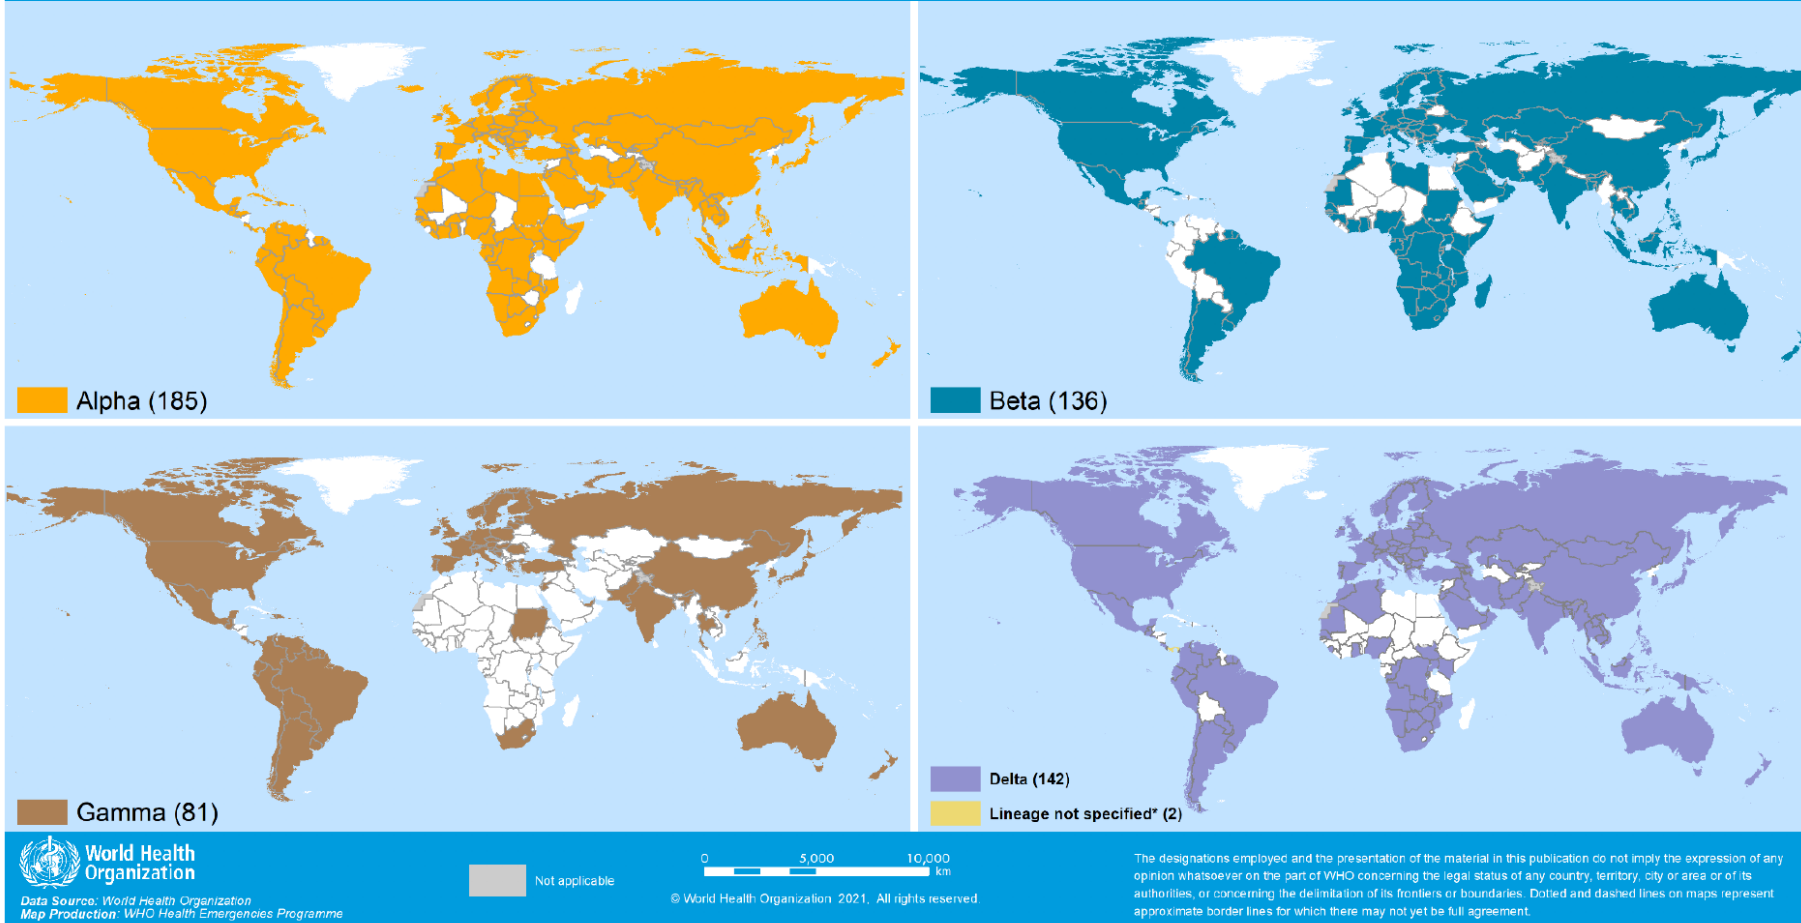 Alpha (185)
Beta (136)
Gamma (81)
Delta (142)
Lineage not specified* (2)
World Health
Organization
Data Source: World Health Organization
Map Production: WHO Health Emergencies Programme
Not applicable
0 5,000 10,000
km
© World Health Organization 2021, All rights reserved.
The designations employed and the presentation of the material in this publication do not imply the expression of any
opinion whatsoever on the part of WHO concerning the legal status of any country, territory, city or area or of its
authorities, or concerning the delimitation of its frontiers or boundaries. Dotted and dashed lines on maps represent
approximate border lines for which there may not yet be full agreement.